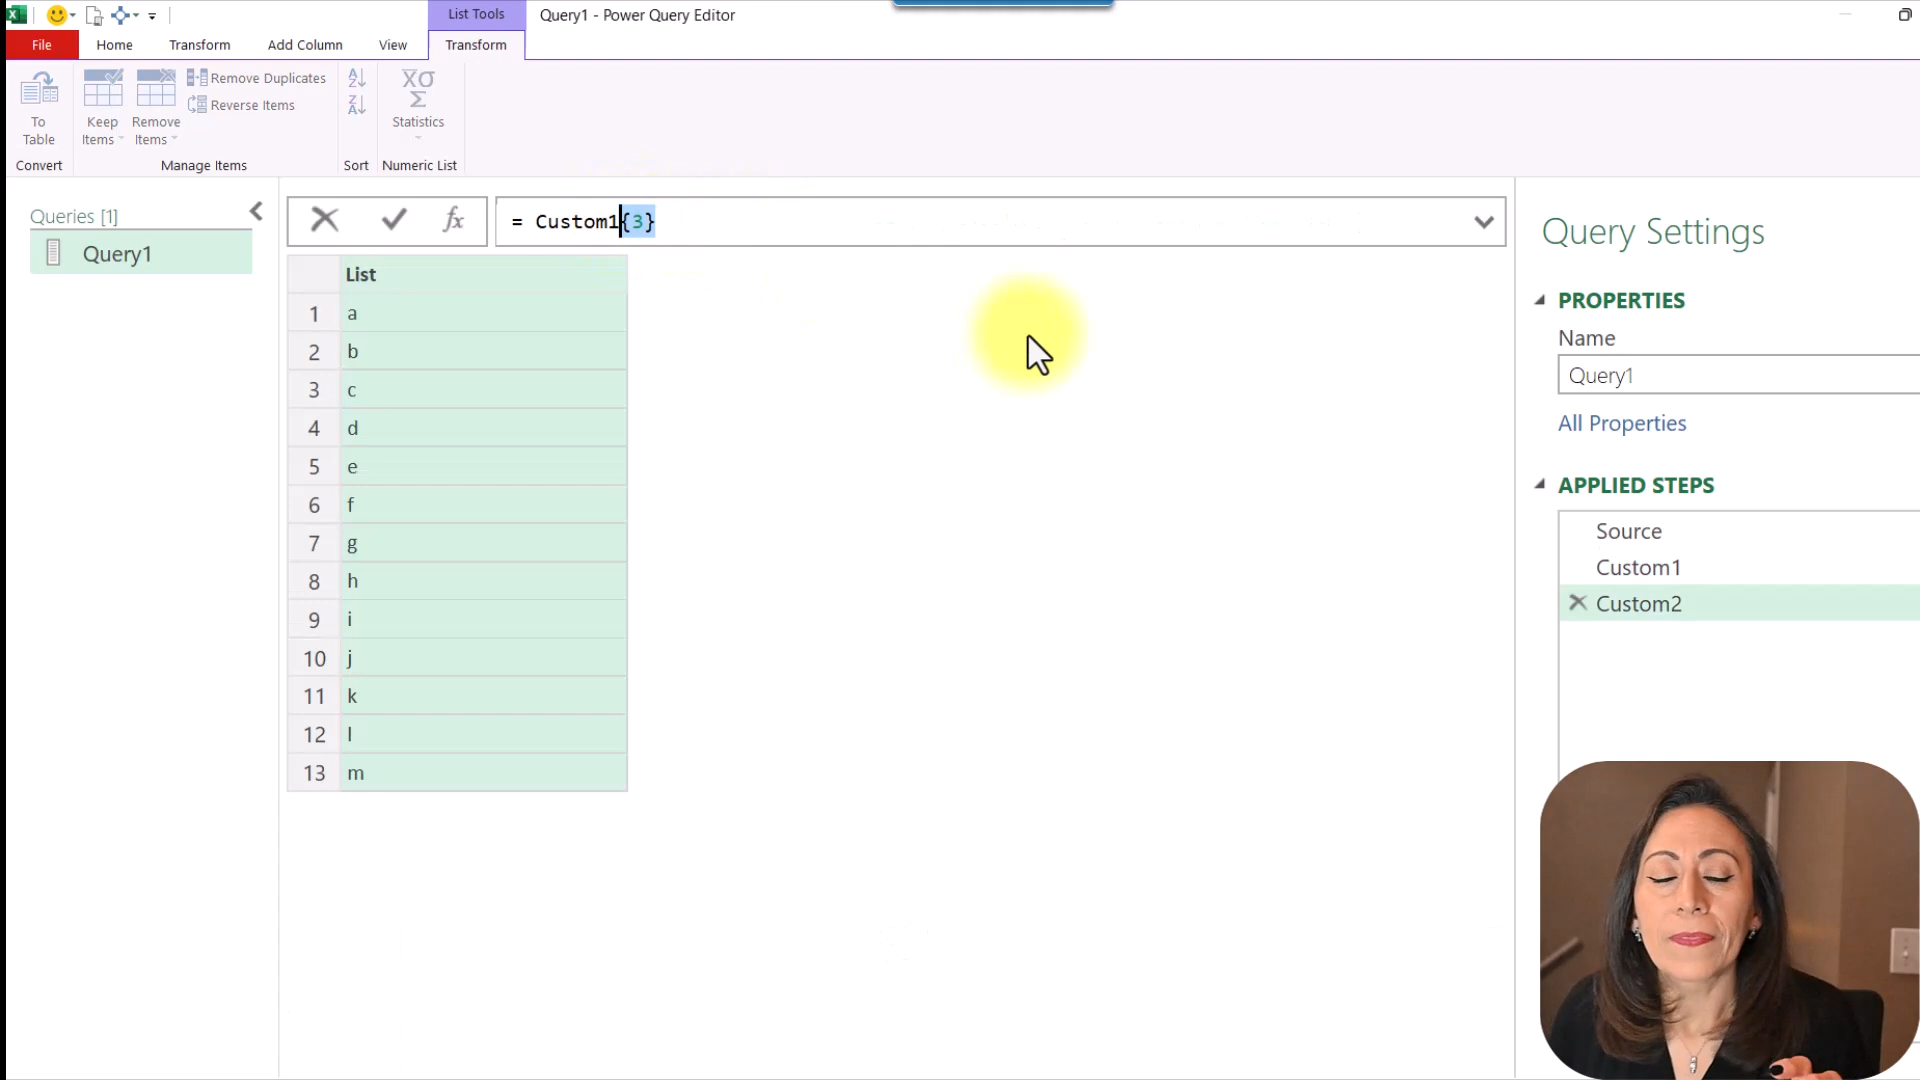 List Tools
Query1 - Power Query Editor
File Home Transform Add Column View Transform
To Table
Keep Items
Remove Items
Remove Duplicates
Reverse Items
Statistics
Convert Manage Items Sort Numeric List
Queries [1]
Query1
= Custom1{3}
List
1 a
2 b
3 c
4 d
5 e
6 f
7 g
8 h
9 i
10 j
11 k
12 l
13 m
Query Settings
PROPERTIES
Name
Query1
All Properties
APPLIED STEPS
Source
Custom1
Custom2